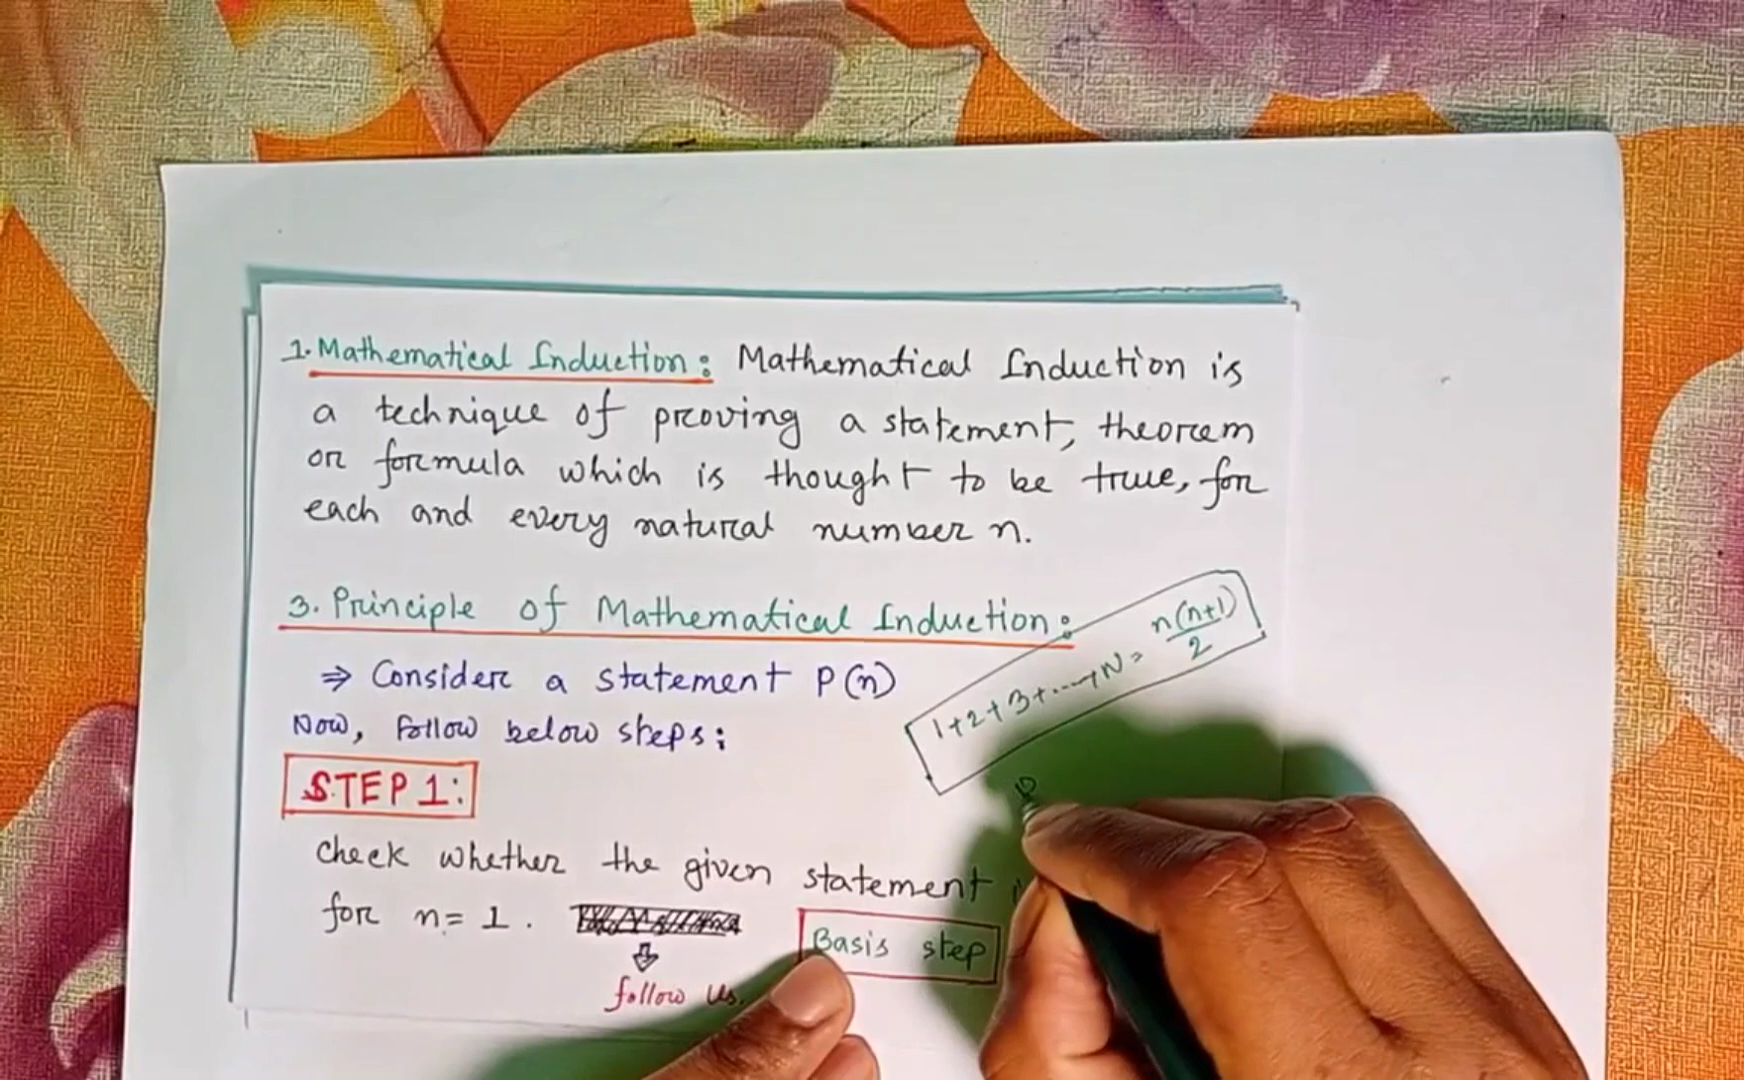 1. Mathematical Induction: Mathematical Induction is
a technique of proving a statement, theorem
or formula which is thought to be true, for
each and every natural number n.
3. Principle of Mathematical Induction:
1+2+3+....+N = n(n+1)/2
⇒ Consider a statement P(n)
Now, Follow below steps:
STEP 1:
check whether the given statement
for n = 1.
Basis step
follow us.